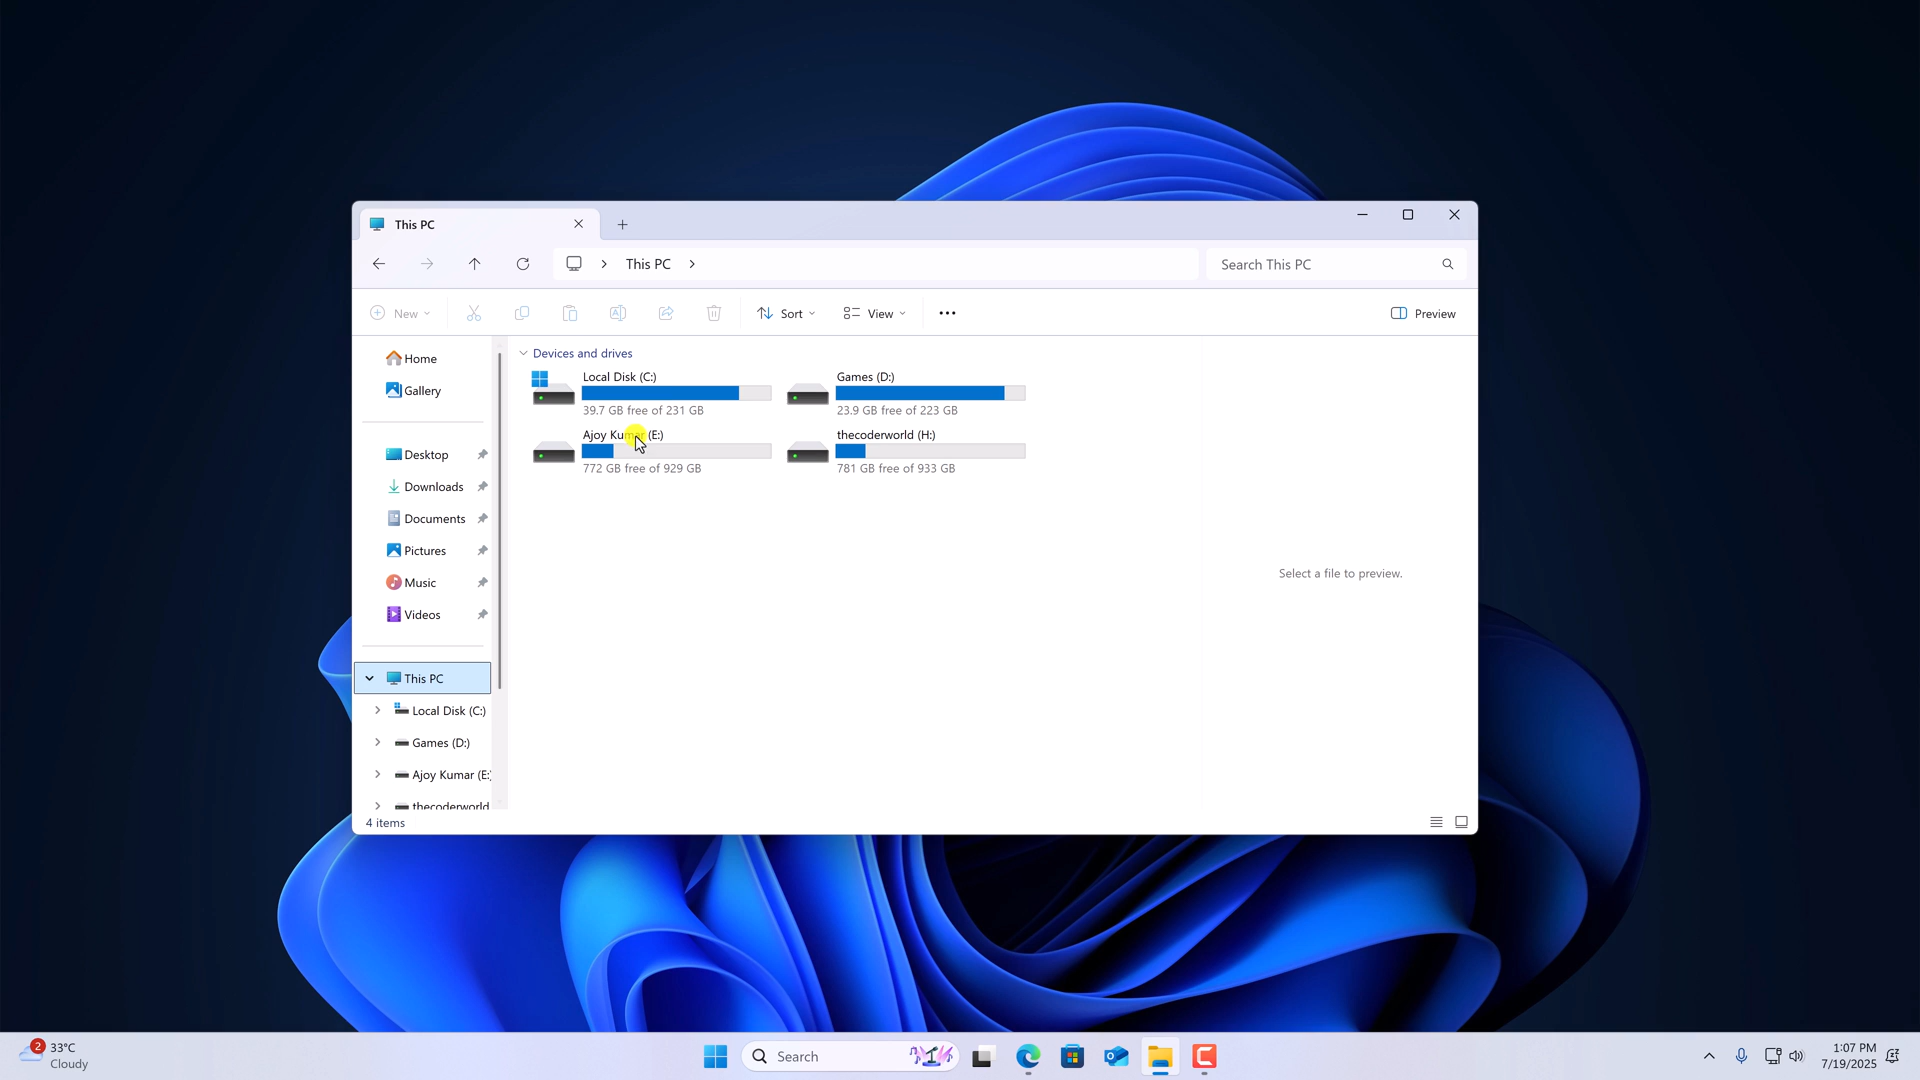 This PC
This PC
Search This PC
New
Sort
View
Preview
Home
Gallery
Desktop
Downloads
Documents
Pictures
Music
Videos
This PC
Local Disk (C:)
Games (D:)
Ajoy Kumar (E:)
thecoderworld
4 items
Devices and drives
Local Disk (C:)
39.7 GB free of 231 GB
Games (D:)
23.9 GB free of 223 GB
Ajoy Kumar (E:)
772 GB free of 929 GB
thecoderworld (H:)
781 GB free of 933 GB
Select a file to preview.
2
33°C
Cloudy
Search
1:07 PM
7/19/2025